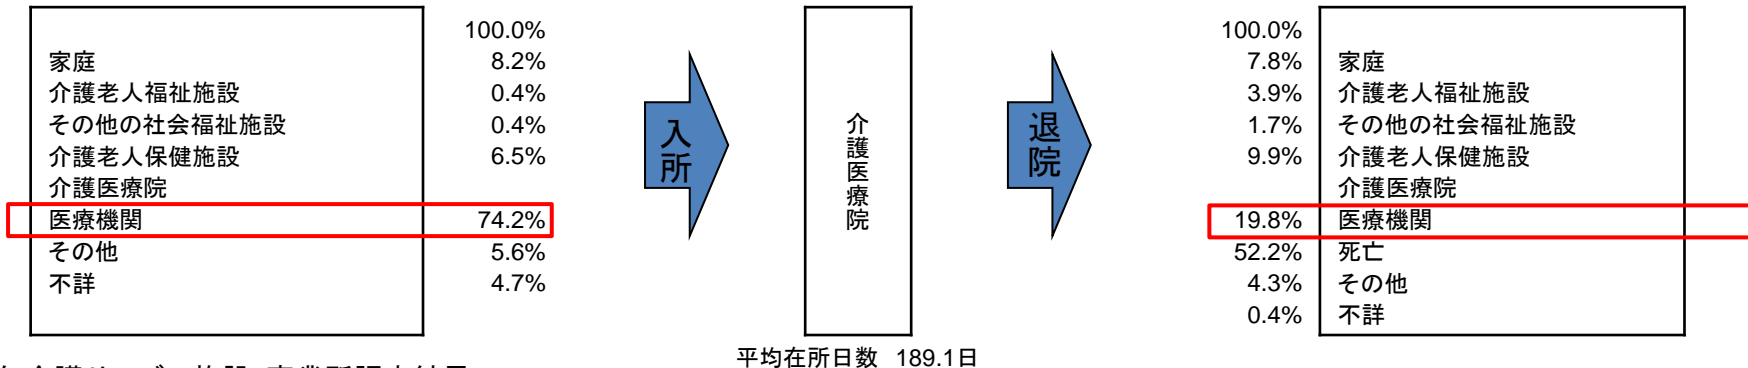 100.0%
家庭 8.2%
介護老人福祉施設 0.4%
その他の社会福祉施設 0.4%
介護老人保健施設 6.5%
介護医療院
医療機関 74.2%
その他 5.6%
不詳 4.7%
入所
介護医療院
平均在所日数 189.1日
退院
100.0%
7.8% 家庭
3.9% 介護老人福祉施設
1.7% その他の社会福祉施設
9.9% 介護老人保健施設
介護医療院
19.8% 医療機関
52.2% 死亡
4.3% その他
0.4% 不詳